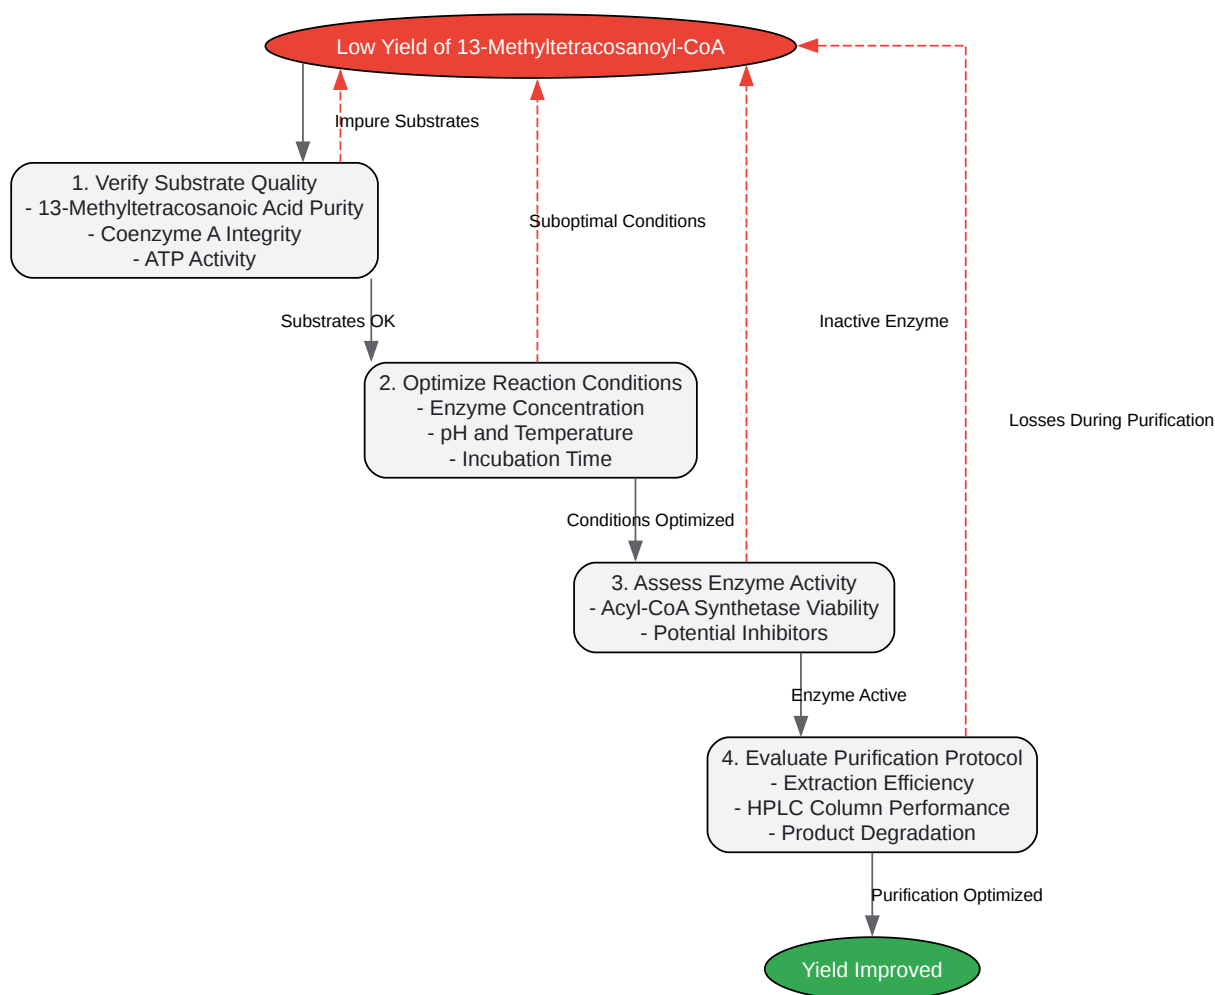 Low Yield of 13-Methyltetracosanoyl-CoA
Impure Substrates
1. Verify Substrate Quality
- 13-Methyltetracosanoic Acid Purity
- Coenzyme A Integrity
- ATP Activity
Suboptimal Conditions
Substrates OK
Inactive Enzyme
2. Optimize Reaction Conditions
- Enzyme Concentration
- pH and Temperature
- Incubation Time
Losses During Purification
Conditions Optimized
3. Assess Enzyme Activity
- Acyl-CoA Synthetase Viability
- Potential Inhibitors
Enzyme Active
4. Evaluate Purification Protocol
- Extraction Efficiency
- HPLC Column Performance
- Product Degradation
Purification Optimized
Yield Improved